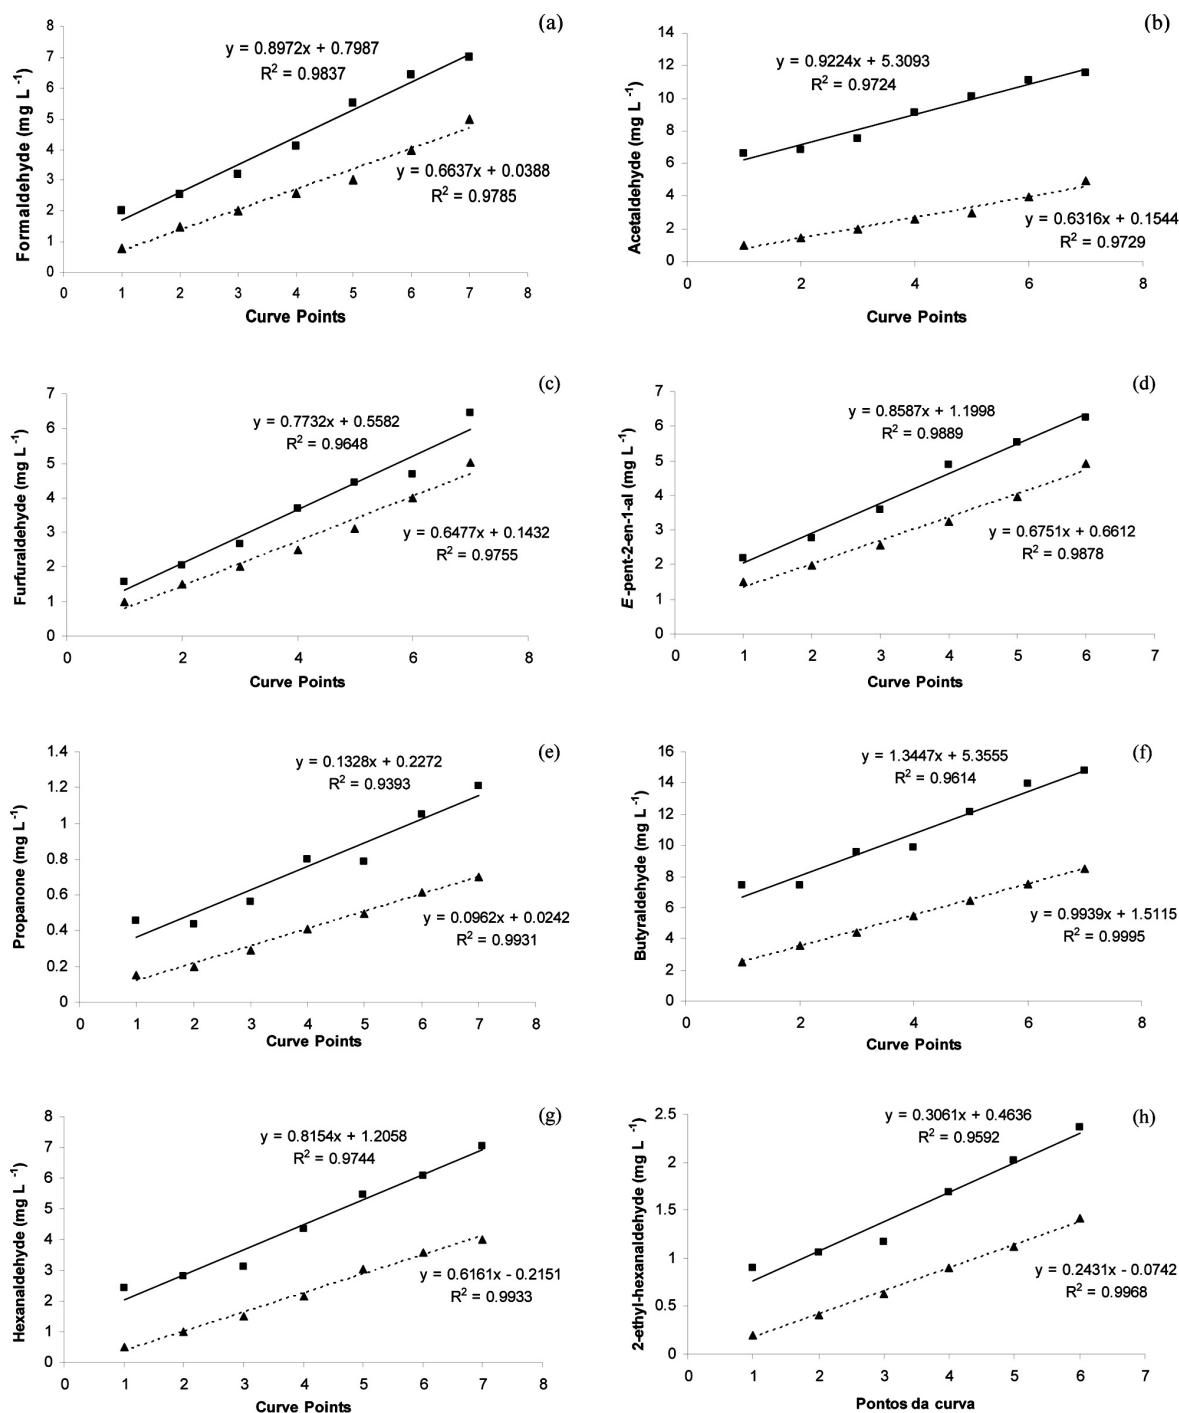 (a)
Formaldehyde (mg L⁻¹)
8
7
6
5
4
3
2
1
0
y = 0.8972x + 0.7987
R² = 0.9837
y = 0.6637x + 0.0388
R² = 0.9785
0 1 2 3 4 5 6 7 8
Curve Points
(b)
Acetaldehyde (mg L⁻¹)
14
12
10
8
6
4
2
0
y = 0.9224x + 5.3093
R² = 0.9724
y = 0.6316x + 0.1544
R² = 0.9729
0 2 4 6 8
Curve Points
(c)
Furfuraldehyde (mg L⁻¹)
7
6
5
4
3
2
1
0
y = 0.7732x + 0.5582
R² = 0.9648
y = 0.6477x + 0.1432
R² = 0.9755
0 2 4 6 8
Curve Points
(d)
E-pent-2-en-1-al (mg L⁻¹)
7
6
5
4
3
2
1
0
y = 0.8587x + 1.1998
R² = 0.9889
y = 0.6751x + 0.6612
R² = 0.9878
0 1 2 3 4 5 6 7
Curve Points
(e)
Propanone (mg L⁻¹)
1.4
1.2
1
0.8
0.6
0.4
0.2
0
y = 0.1328x + 0.2272
R² = 0.9393
y = 0.0962x + 0.0242
R² = 0.9931
0 1 2 3 4 5 6 7 8
Curve Points
(f)
Butyraldehyde (mg L⁻¹)
16
14
12
10
8
6
4
2
0
y = 1.3447x + 5.3555
R² = 0.9614
y = 0.9939x + 1.5115
R² = 0.9995
0 2 4 6 8
Curve Points
(g)
Hexanaldehyde (mg L⁻¹)
8
7
6
5
4
3
2
1
0
y = 0.8154x + 1.2058
R² = 0.9744
y = 0.6161x - 0.2151
R² = 0.9933
0 1 2 3 4 5 6 7 8
Curve Points
(h)
2-ethyl-hexanaldehyde (mg L⁻¹)
2.5
2
1.5
1
0.5
0
y = 0.3061x + 0.4636
R² = 0.9592
y = 0.2431x - 0.0742
R² = 0.9968
0 1 2 3 4 5 6 7
Pontos da curva